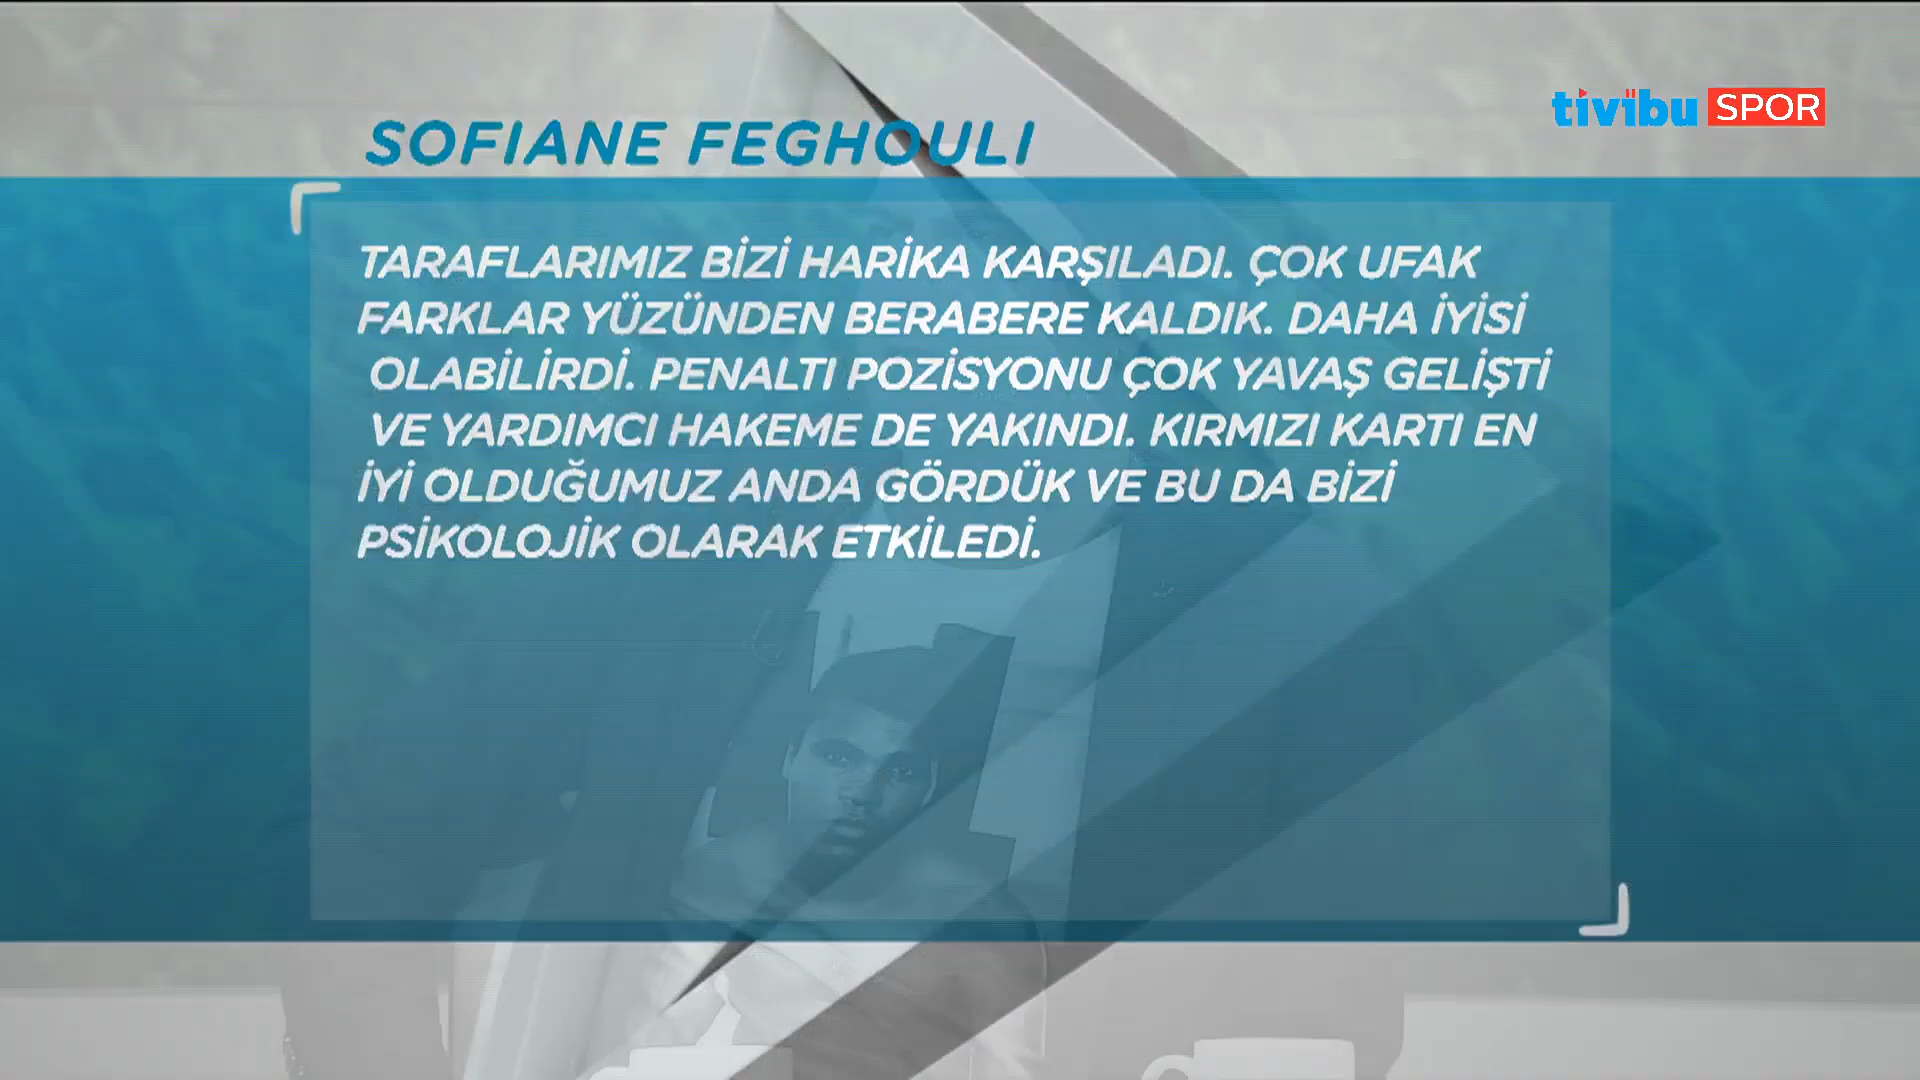 tivibu SPOR
SOFIANE FEGHOULI
TARAFLARIMIZ BİZİ HARİKA KARŞILADI. ÇOK UFAK
FARKLAR YÜZÜNDEN BERABERE KALDIK. DAHA İYİSİ
OLABİLİRDİ. PENALTI POZİSYONU ÇOK YAVAŞ GELİŞTİ
VE YARDIMCI HAKEME DE YAKINDI. KIRMIZI KARTI EN
İYİ OLDUĞUMUZ ANDA GÖRDÜK VE BU DA BİZİ
PSİKOLOJİK OLARAK ETKİLEDİ.